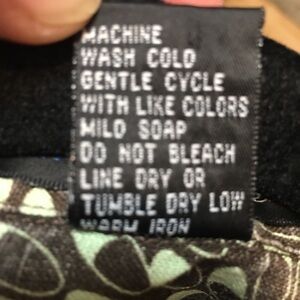 MACHINE
WASH COLD
GENTLE CYCLE
WITH LIKE COLORS
MILD SOAP
DO NOT BLEACH
LINE DRY OR
TUMBLE DRY LOW
WARM IRON